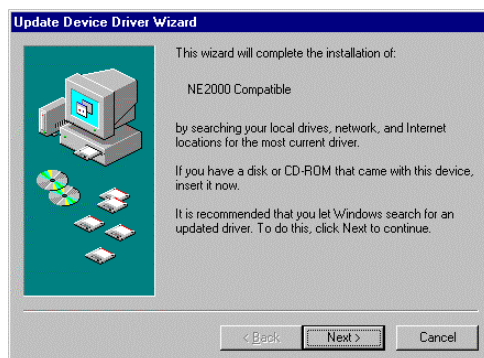 Update Device Driver Wizard
This wizard will complete the installation of:
NE2000 Compatible
by searching your local drives, network, and Internet
locations for the most current driver.
If you have a disk or CD-ROM that came with this device,
insert it now.
It is recommended that you let Windows search for an
updated driver. To do this, click Next to continue.
< Back
Next >
Cancel